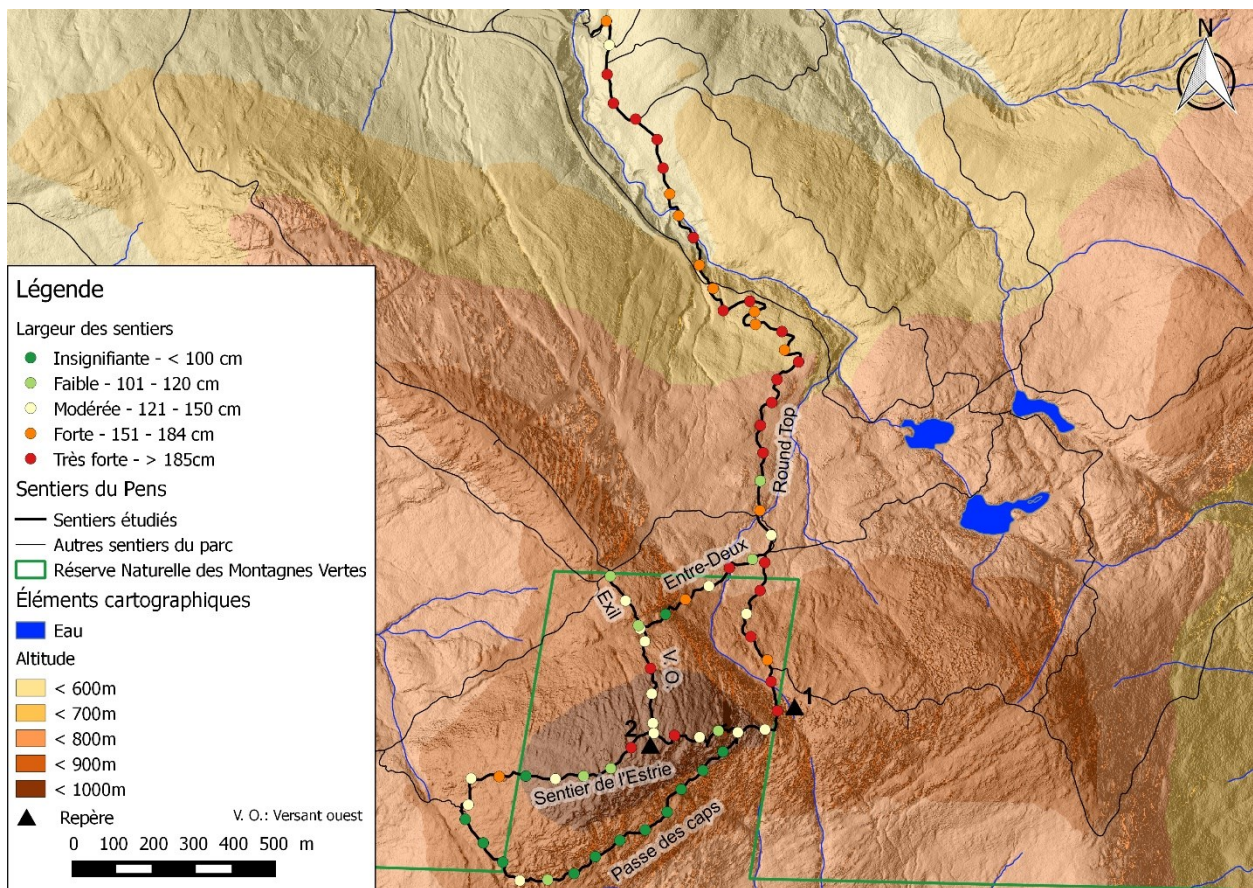 N
Round Top
Entre-Deux
Exil
V. O.
1
2
Sentier de l'Estrie
Passe des caps
Légende
Largeur des sentiers
Insignifiante - < 100 cm
Faible - 101 - 120 cm
Modérée - 121 - 150 cm
Forte - 151 - 184 cm
Très forte - > 185cm
Sentiers du Pens
Sentiers étudiés
Autres sentiers du parc
Réserve Naturelle des Montagnes Vertes
Éléments cartographiques
Eau
Altitude
< 600m
< 700m
< 800m
< 900m
< 1000m
Repère V. O.: Versant ouest
0 100 200 300 400 500 m